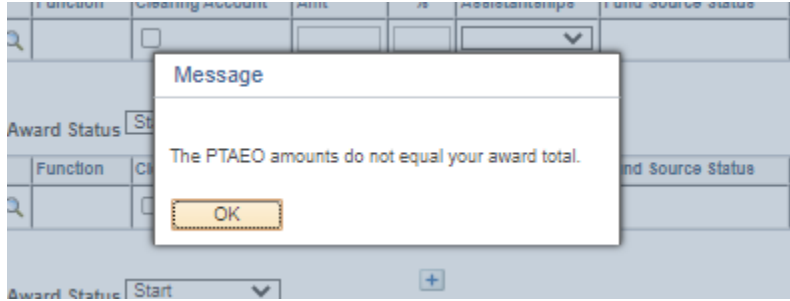 Function Clearing Account Amt % Assistantships Fund Source Status
Message
Award Status
The PTAEO amounts do not equal your award total.
Function Source Status
OK
Award Status Start